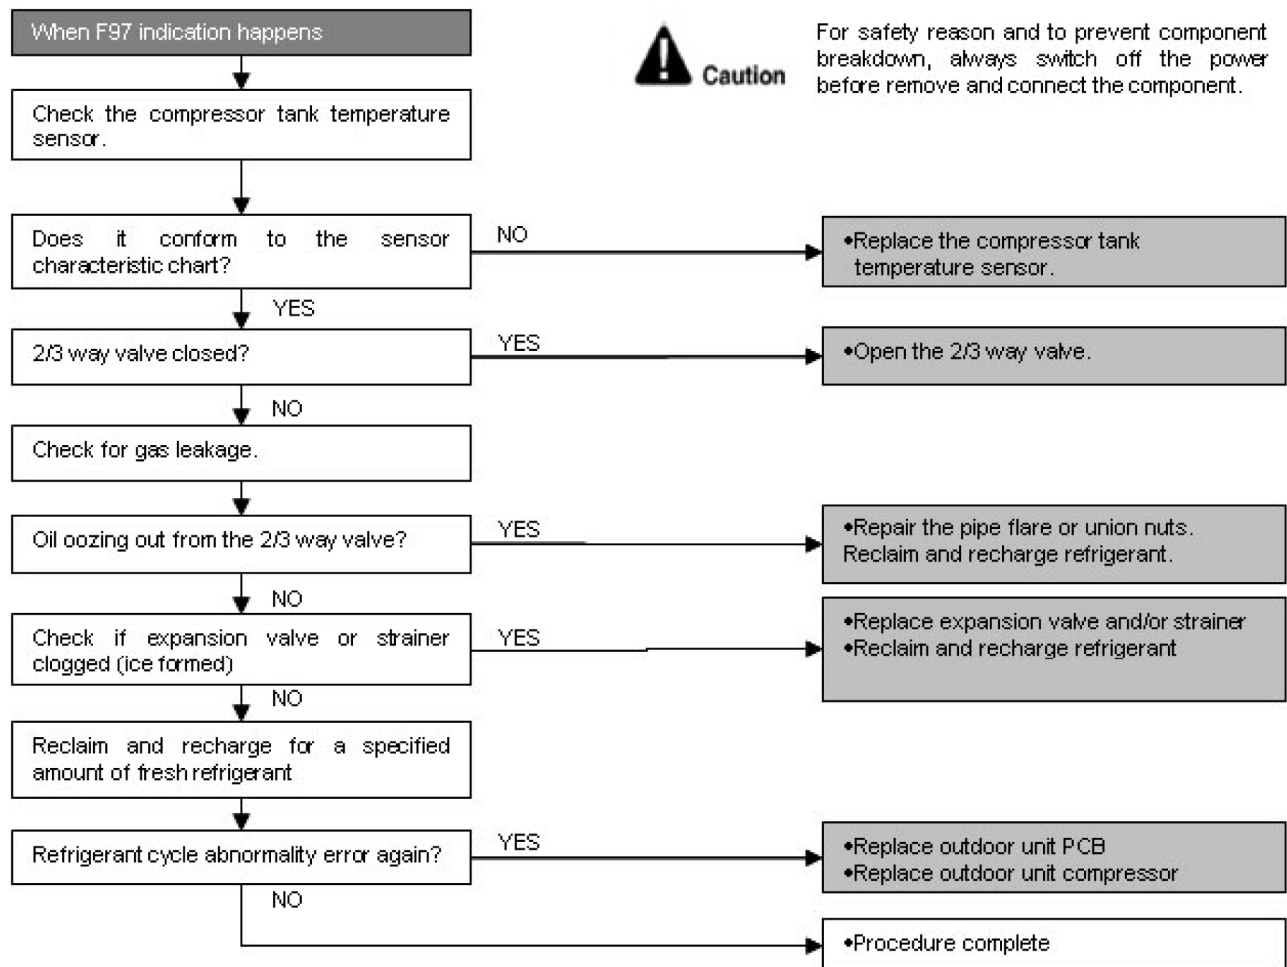 When F97 indication happens
Caution
For safety reason and to prevent component
breakdown, always switch off the power
before remove and connect the component.
Check the compressor tank temperature
sensor.
Does it conform to the sensor
characteristic chart?
NO
•Replace the compressor tank
temperature sensor.
YES
2/3 way valve closed?
YES
•Open the 2/3 way valve.
NO
Check for gas leakage.
Oil oozing out from the 2/3 way valve?
YES
•Repair the pipe flare or union nuts.
Reclaim and recharge refrigerant.
NO
Check if expansion valve or strainer
clogged (ice formed)
YES
•Replace expansion valve and/or strainer
•Reclaim and recharge refrigerant
NO
Reclaim and recharge for a specified
amount of fresh refrigerant
Refrigerant cycle abnormality error again?
YES
•Replace outdoor unit PCB
•Replace outdoor unit compressor
NO
•Procedure complete